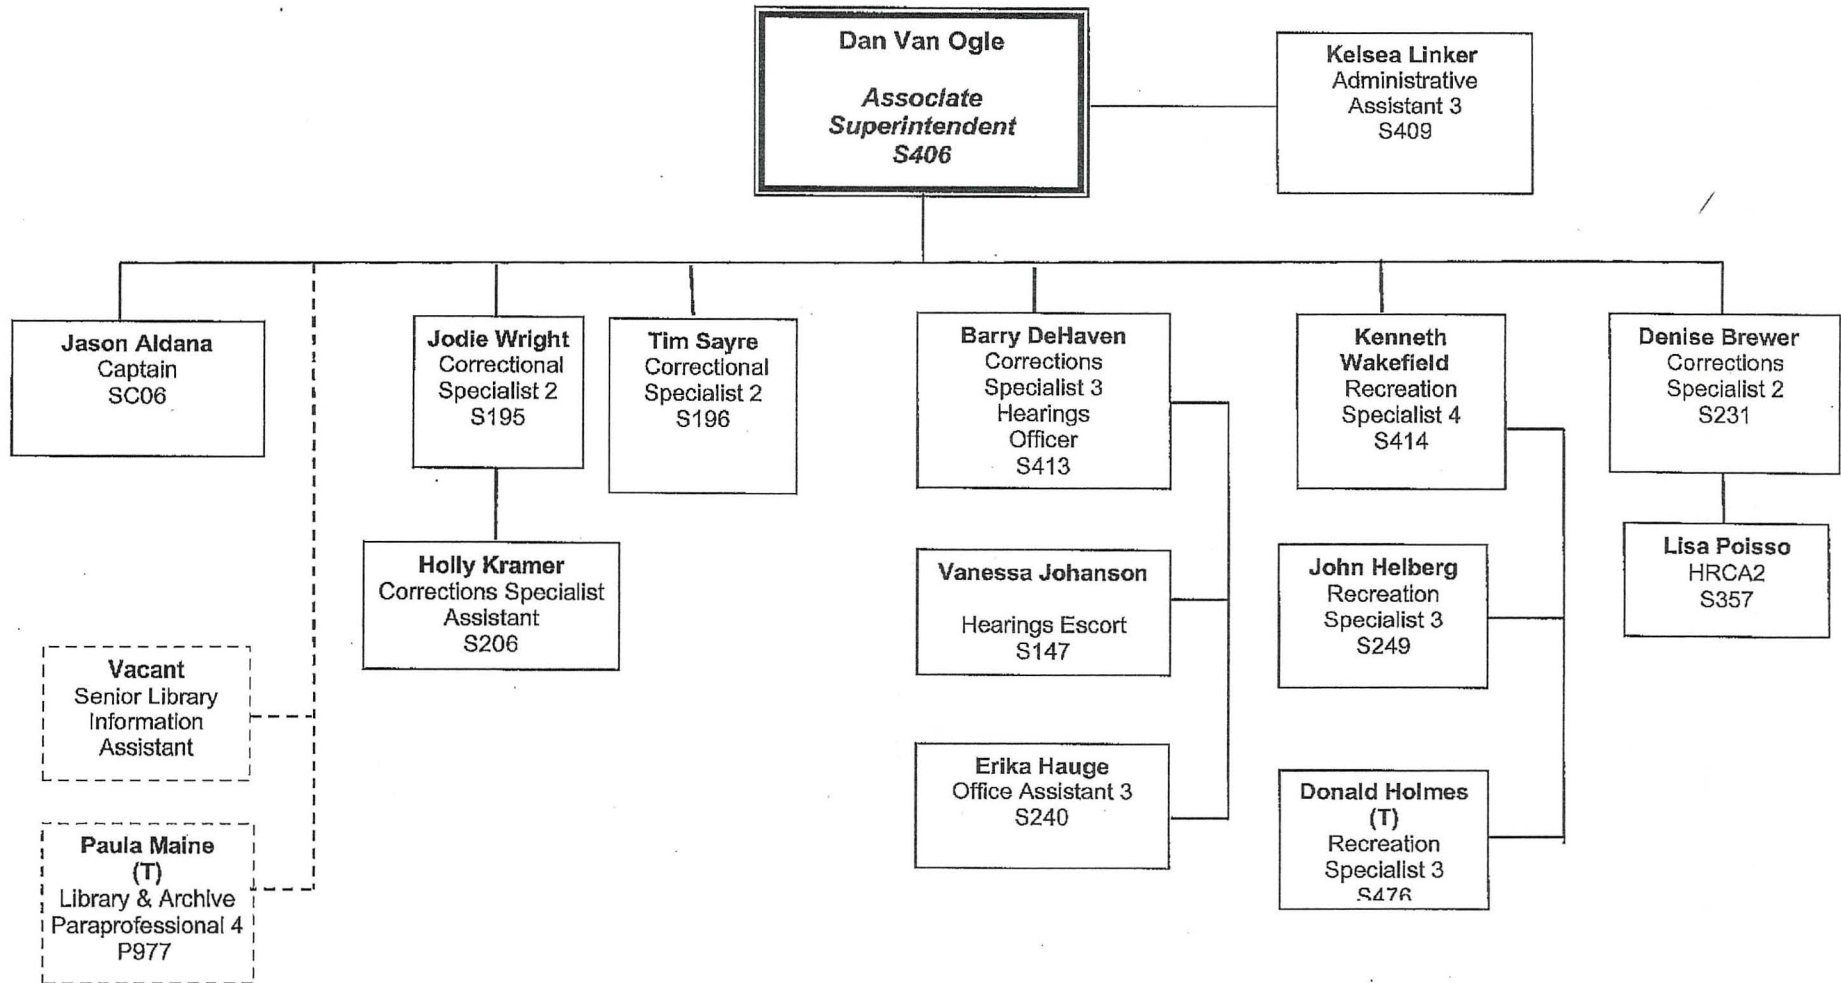 Dan Van Ogle
Associate
Superintendent
S406
Kelsea Linker
Administrative
Assistant 3
S409
Jason Aldana
Captain
SC06
Jodie Wright
Correctional
Specialist 2
S195
Tim Sayre
Correctional
Specialist 2
S196
Barry DeHaven
Corrections
Specialist 3
Hearings
Officer
S413
Kenneth
Wakefield
Recreation
Specialist 4
S414
Denise Brewer
Corrections
Specialist 2
S231
Holly Kramer
Corrections Specialist
Assistant
S206
Vanessa Johanson
Hearings Escort
S147
John Helberg
Recreation
Specialist 3
S249
Lisa Poisso
HRCA2
S357
Vacant
Senior Library
Information
Assistant
Erika Hauge
Office Assistant 3
S240
Donald Holmes
(T)
Recreation
Specialist 3
S476
Paula Maine
(T)
Library & Archive
Paraprofessional 4
P977